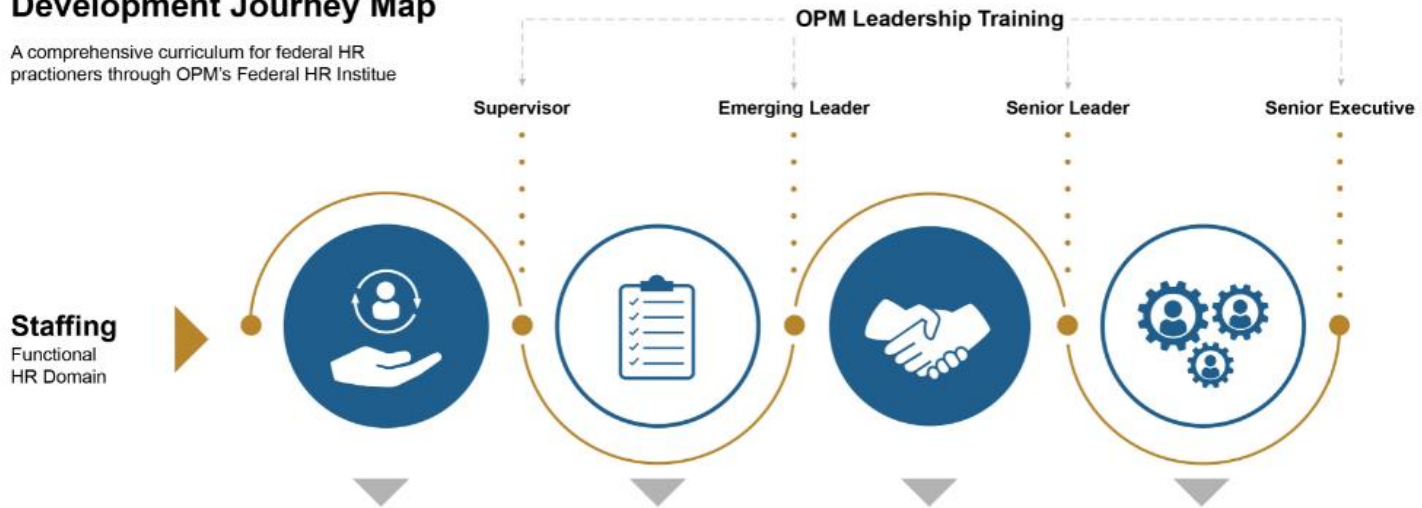 Development Journey Map
A comprehensive curriculum for federal HR
practioners through OPM's Federal HR Institue
OPM Leadership Training
Supervisor
Emerging Leader
Senior Leader
Senior Executive
Staffing
Functional
HR Domain